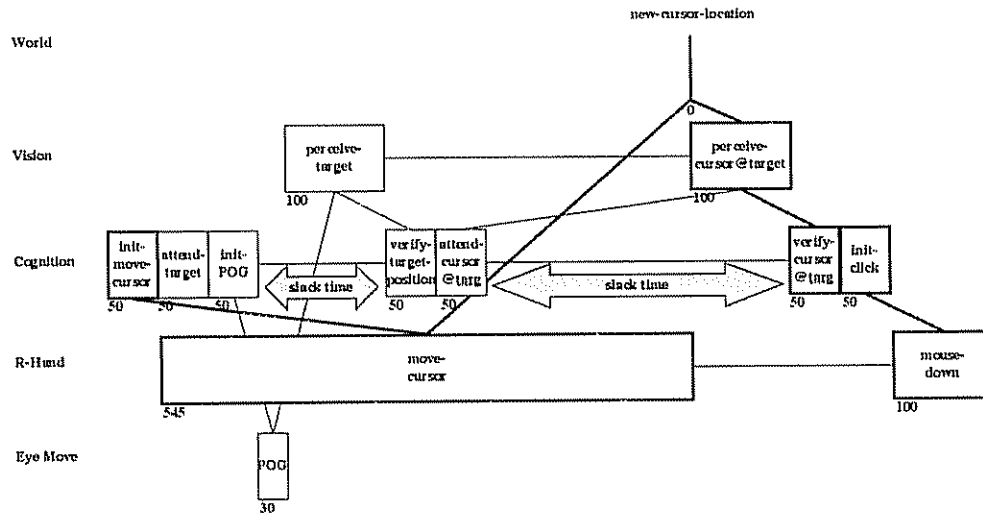 new-cursor-location
World
0
Vision
perceive-
target
100
perceive-
cursor@target
100
Cognition
init-
move-
cursor
50
attend-
target
50
init-
POG
50
slack time
verify-
target-
position
50
attend-
cursor
@targ
50
slack time
verify-
cursor
@targ
50
init-
click
50
R-Hand
move-
cursor
545
mouse-
down
100
Eye Move
POG
30